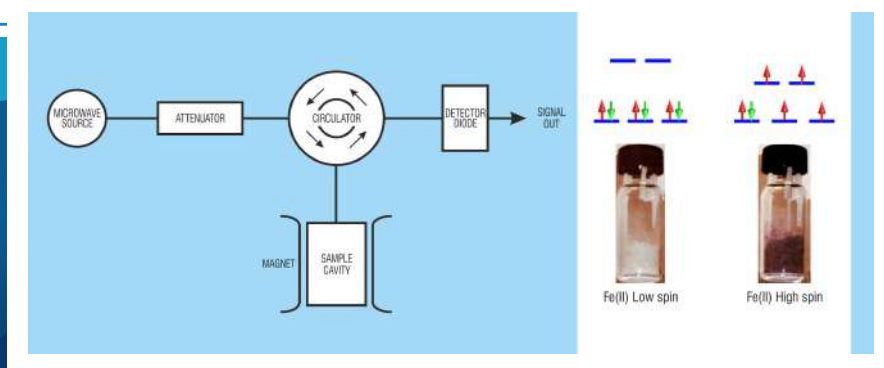 MICROWAVE
SOURCE
ATTENUATOR
CIRCULATOR
DETECTOR
DIODE
SIGNAL
OUT
MAGNET
SAMPLE
CAVITY
Fe(II) Low spin
Fe(II) High spin